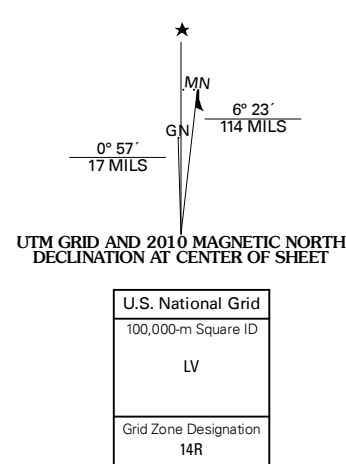 MN
6° 23´
114 MILS
GN
0° 57´
17 MILS
UTM GRID AND 2010 MAGNETIC NORTH
DECLINATION AT CENTER OF SHEET
U.S. National Grid
100,000-m Square ID
LV
Grid Zone Designation
14R